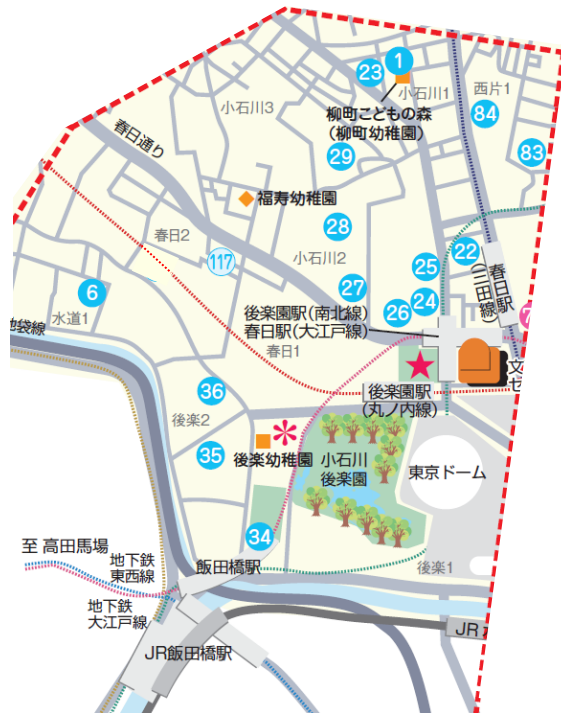 1
23
小石川1
西片1
84
小石川3
柳町こどもの森
(柳町幼稚園)
春日通り
29
83
福寿幼稚園
28
春日2
117
小石川2
22
25
春日駅
(三田線)
6
27
24
26
水道1
後楽園駅(南北線)
春日駅(大江戸線)
池袋線
春日1
文
セ
後楽園駅
(丸ノ内線)
36
後楽2
後楽幼稚園
35
小石川
後楽園
東京ドーム
34
至 高田馬場
地下鉄
東西線
飯田橋駅
後楽1
地下鉄
大江戸線
JR飯田橋駅
JR